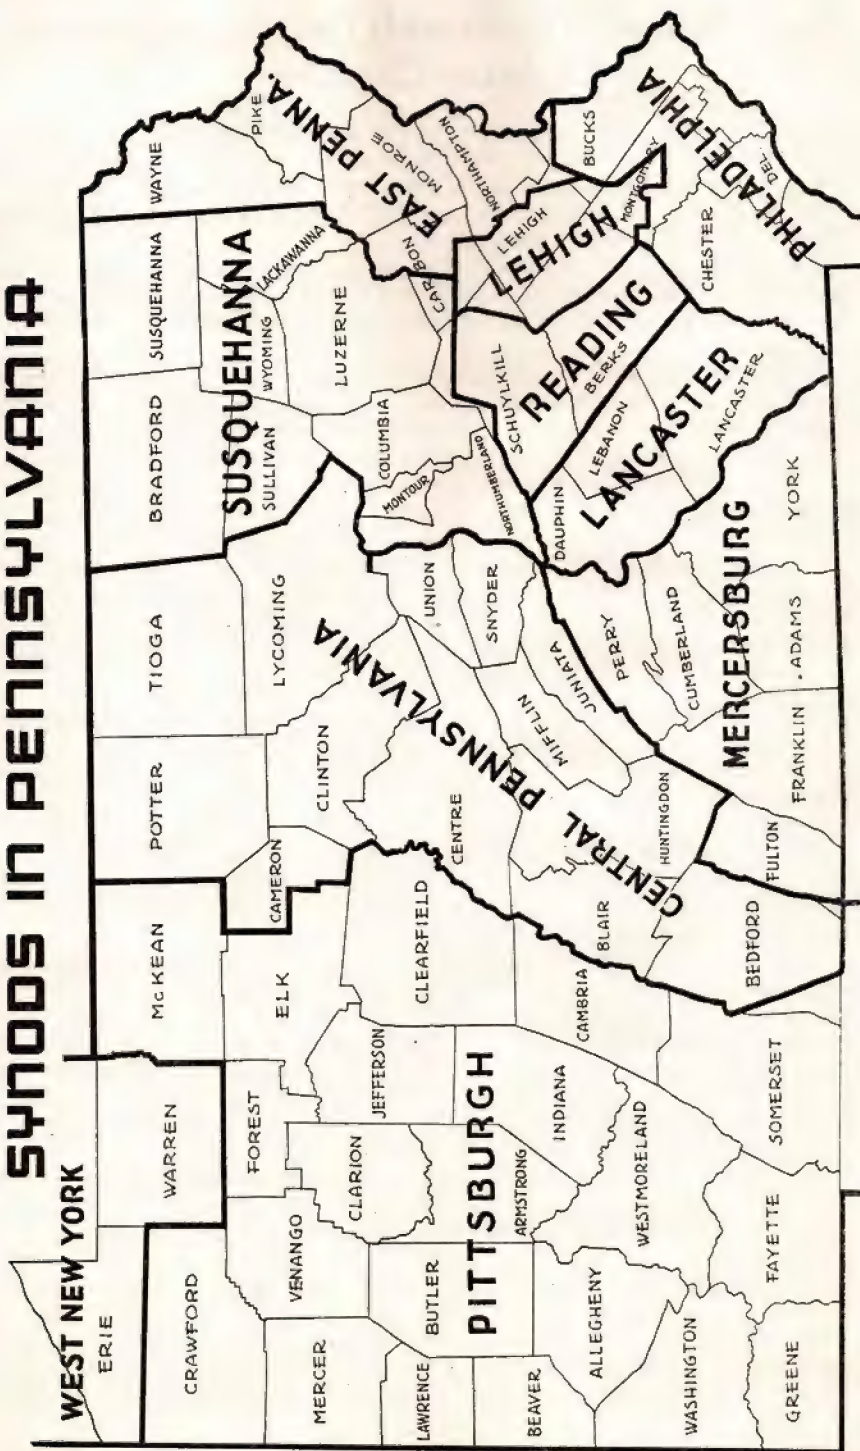 SYNODS IN PENNSYLVANIA
WEST NEW YORK
ERIE
CRAWFORD
WARREN
McKEAN
POTTER
TIOGA
BRADFORD
SUSQUEHANNA
WAYNE
PIKE
SUSQUEHANNA
WYOMING
LACKAWANNA
SULLIVAN
LYCOMING
CLINTON
CAMERON
ELK
FOREST
VENANGO
MERCER
LAWRENCE
BUTLER
CLARION
JEFFERSON
CLEARFIELD
CENTRE
CENTRAL PENNSYLVANIA
UNION
SNYDER
MONTOUR
COLUMBIA
NORTHUMBERLAND
LUZERNE
CARBON
MONROE
EAST PENNA.
NORTHAMPTON
LEHIGH
LEHIGH
SCHUYLKILL
READING
BERKS
DAUPHIN
LEBANON
LANCASTER
LANCASTER
BUCKS
MONTGOMERY
PHILADELPHIA
DEL.
CHESTER
PITTSBURGH
BEAVER
ALLEGHENY
ARMSTRONG
INDIANA
CAMBRIA
BLAIR
HUNTINGDON
MIFFLIN
JUNIATA
PERRY
CUMBERLAND
MERCERSBURG
YORK
.ADAMS
FRANKLIN
FULTON
BEDFORD
SOMERSET
WESTMORELAND
FAYETTE
WASHINGTON
GREENE